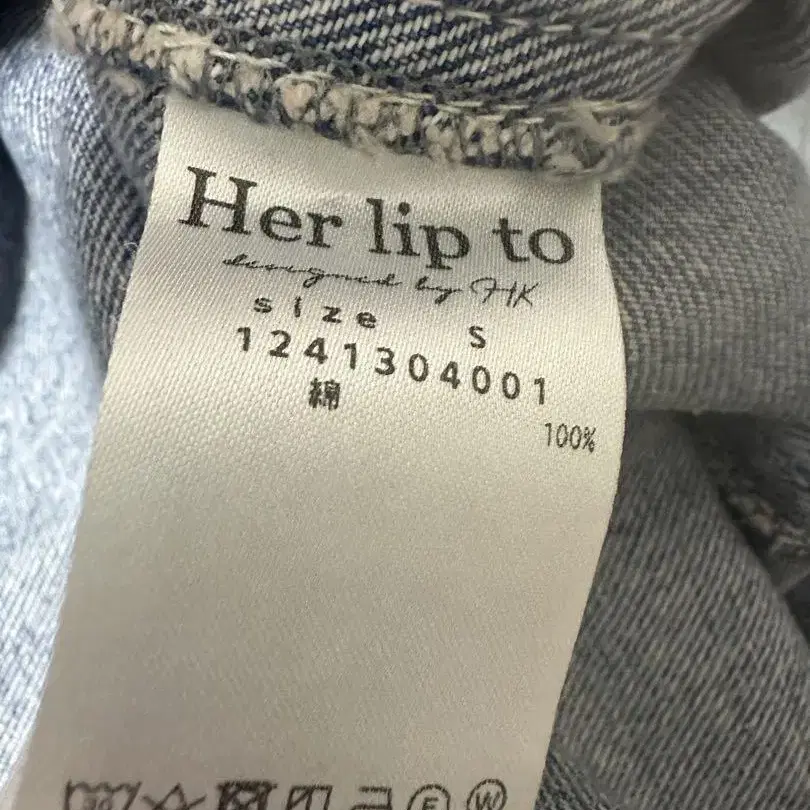 Her lip to
designed by HK
size S
1241304001
綿
100%